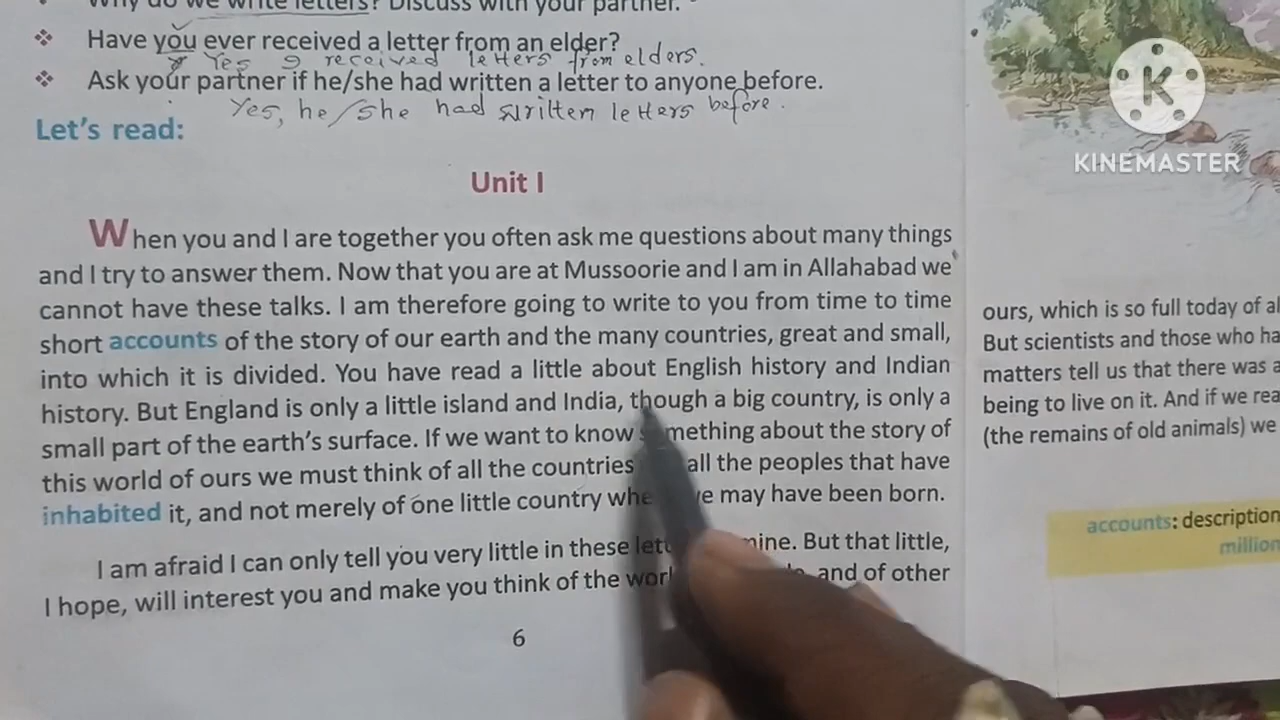 Why do we write letters? Discuss with your partner.
❖ Have you ever received a letter from an elder?
Yes I received letters from elders.
❖ Ask your partner if he/she had written a letter to anyone before.
Yes, he/she had written letters before.
Let's read:
Unit I
When you and I are together you often ask me questions about many things
and I try to answer them. Now that you are at Mussoorie and I am in Allahabad we
cannot have these talks. I am therefore going to write to you from time to time
short accounts of the story of our earth and the many countries, great and small,
into which it is divided. You have read a little about English history and Indian
history. But England is only a little island and India, though a big country, is only a
small part of the earth's surface. If we want to know something about the story of
this world of ours we must think of all the countries all the peoples that have
inhabited it, and not merely of one little country whe we may have been born.
I am afraid I can only tell you very little in these lett mine. But that little,
I hope, will interest you and make you think of the worl and of other
6
KINEMASTER
ours, which is so full today of al
But scientists and those who ha
matters tell us that there was a
being to live on it. And if we rea
(the remains of old animals) we
accounts: description
million